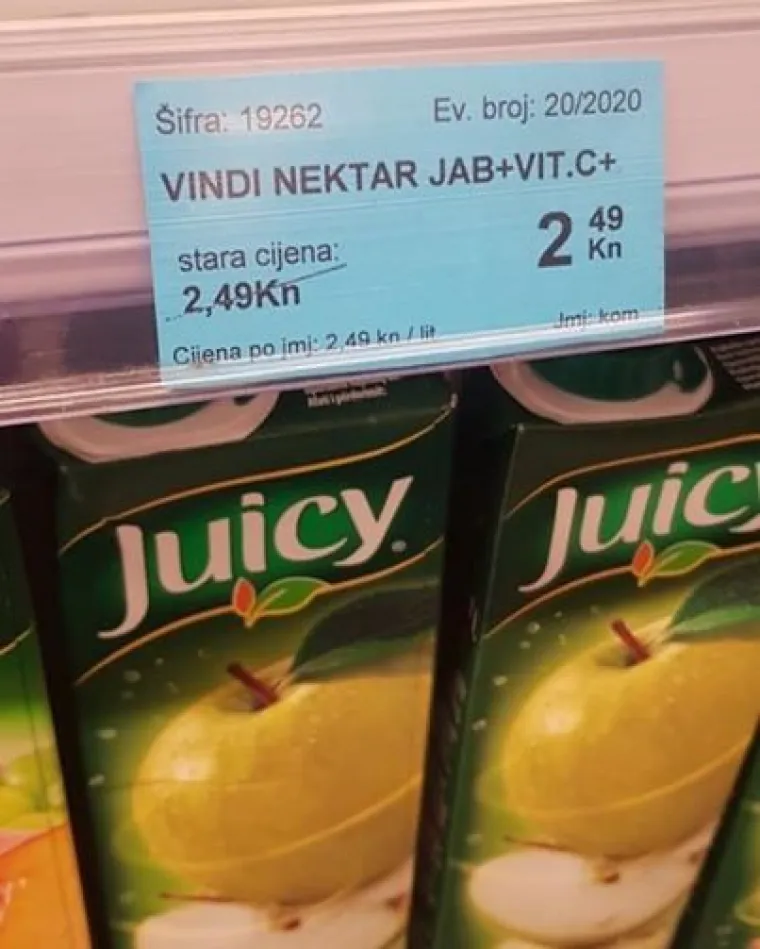 Šifra: 19262
Ev. broj: 20/2020
VINDI NEKTAR JAB+VIT.C+
stara cijena:
2,49Kn
2 49 Kn
Cijena po jmj: 2,49 kn / lit
Jmj: kom
Juicy
Juicy